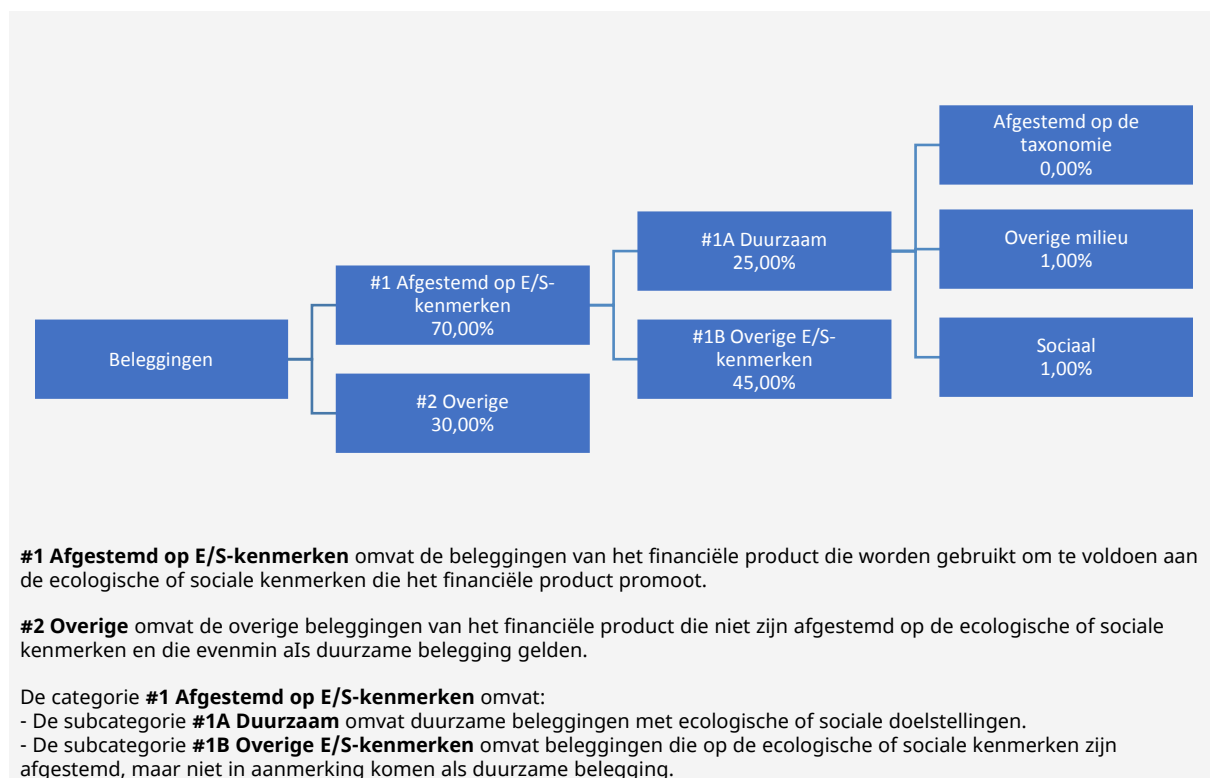 Beleggingen
#1 Afgestemd op E/S-
kenmerken
70,00%
#2 Overige
30,00%
#1A Duurzaam
25,00%
#1B Overige E/S-
kenmerken
45,00%
Afgestemd op de
taxonomie
0,00%
Overige milieu
1,00%
Sociaal
1,00%
#1 Afgestemd op E/S-kenmerken omvat de beleggingen van het financiële product die worden gebruikt om te voldoen aan
de ecologische of sociale kenmerken die het financiële product promoot.
#2 Overige omvat de overige beleggingen van het financiële product die niet zijn afgestemd op de ecologische of sociale
kenmerken en die evenmin aIs duurzame belegging gelden.
De categorie #1 Afgestemd op E/S-kenmerken omvat:
- De subcategorie #1A Duurzaam omvat duurzame beleggingen met ecologische of sociale doelstellingen.
- De subcategorie #1B Overige E/S-kenmerken omvat beleggingen die op de ecologische of sociale kenmerken zijn
afgestemd, maar niet in aanmerking komen als duurzame belegging.